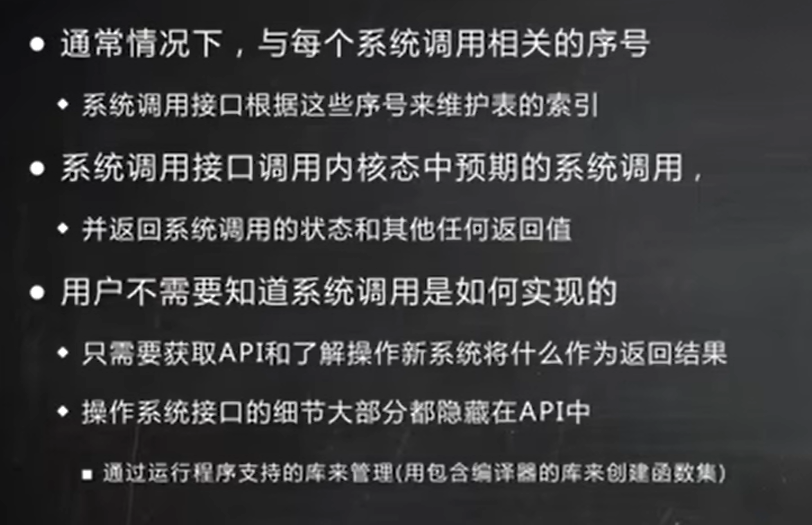 ● 通常情况下，与每个系统调用相关的序号
◆ 系统调用接口根据这些序号来维护表的索引
● 系统调用接口调用内核态中预期的系统调用，
◆ 并返回系统调用的状态和其他任何返回值
● 用户不需要知道系统调用是如何实现的
◆ 只需要获取API和了解操作新系统将什么作为返回结果
◆ 操作系统接口的细节大部分都隐藏在API中
■ 通过运行程序支持的库来管理(用包含编译器的库来创建函数集)